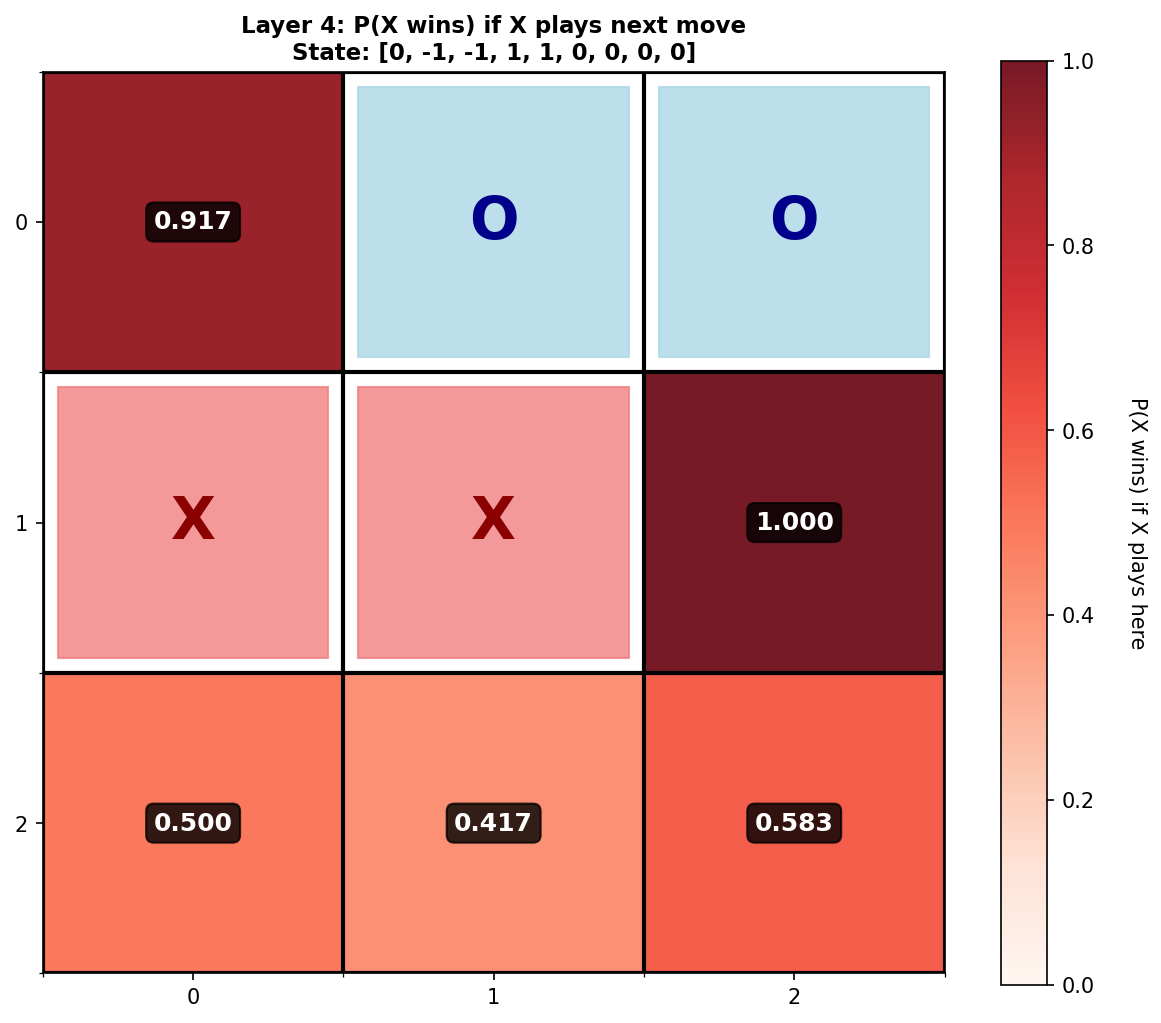 Layer 4: P(X wins) if X plays next move
State: [0, -1, -1, 1, 1, 0, 0, 0, 0]
0
0.917
O
O
1
X
X
1.000
2
0.500
0.417
0.583
0
1
2
1.0
0.8
0.6
0.4
0.2
0.0
P(X wins) if X plays here